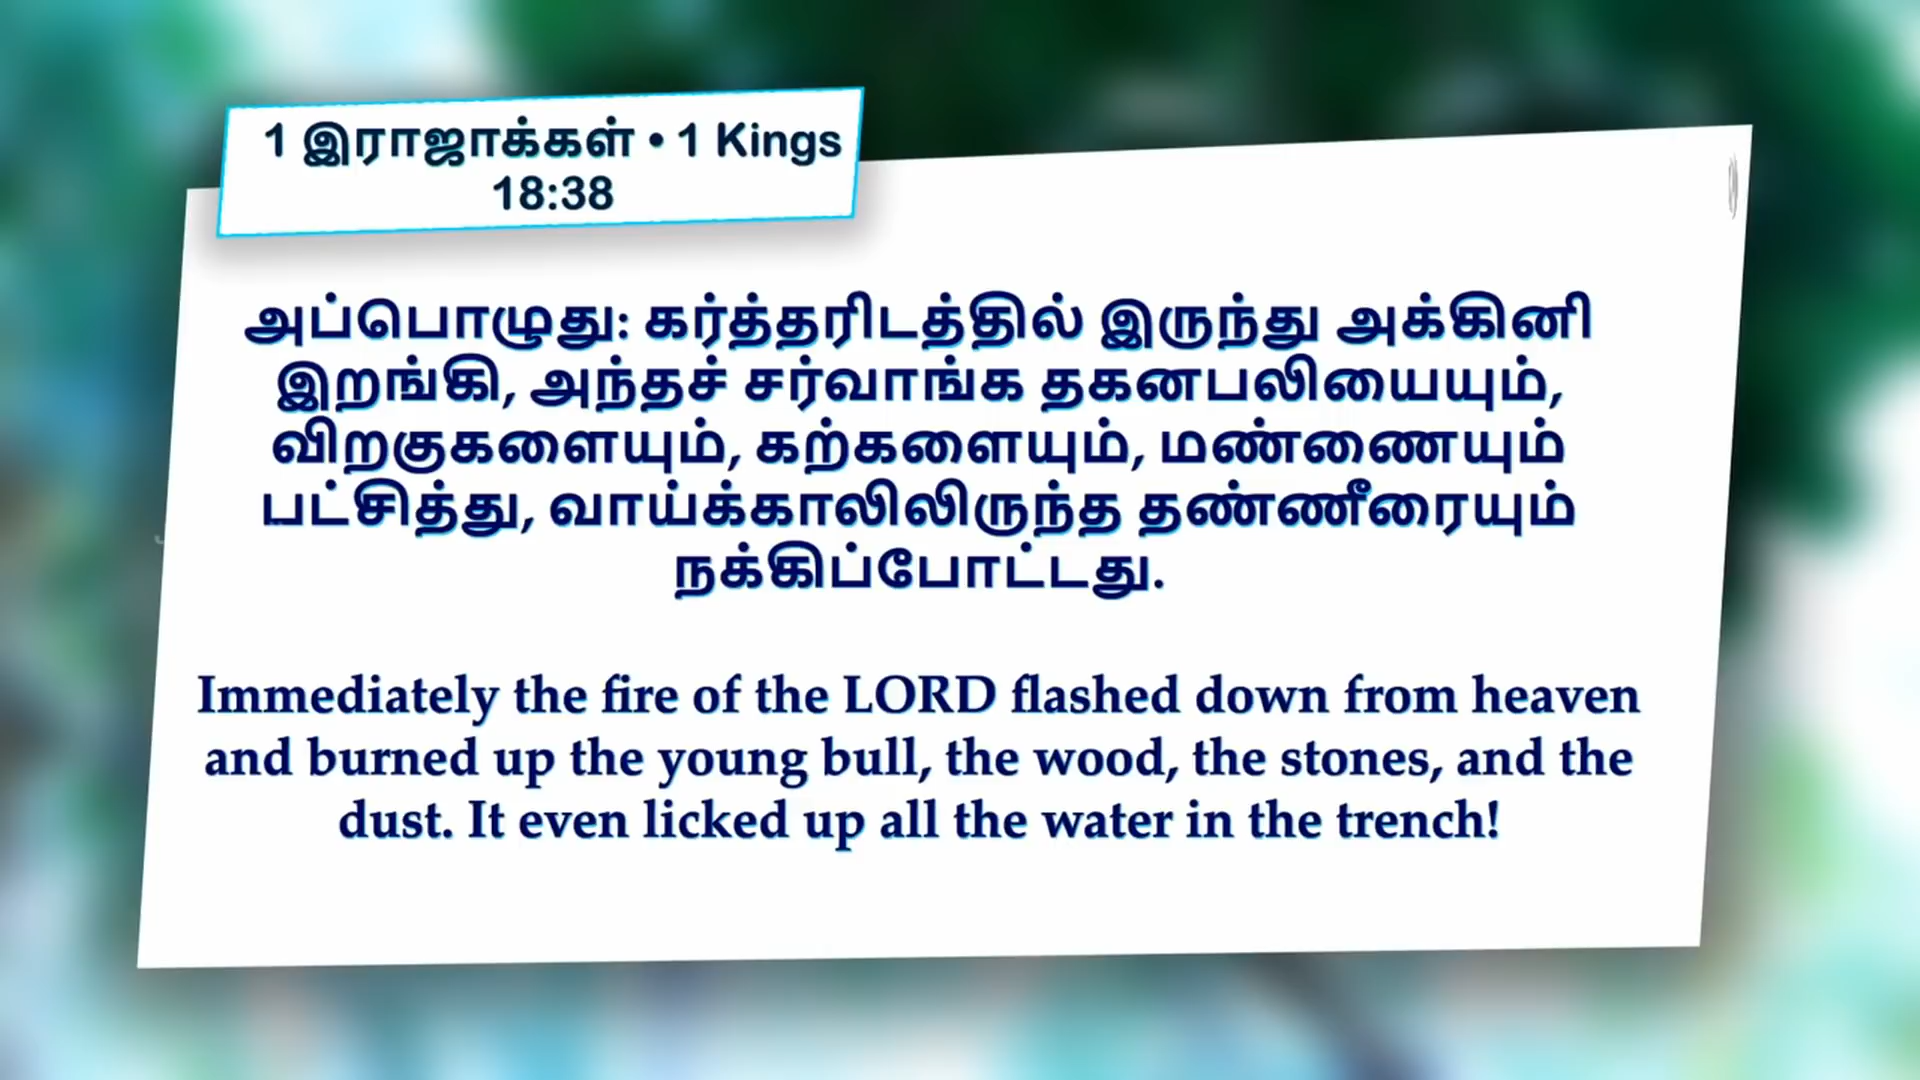 1 இராஜாக்கள் • 1 Kings
18:38
அப்பொழுது: கர்த்தரிடத்தில் இருந்து அக்கினி
இறங்கி, அந்தச் சர்வாங்க தகனபலியையும்,
விறகுகளையும், கற்களையும், மண்ணையும்
பட்சித்து, வாய்க்காலிலிருந்த தண்ணீரையும்
நக்கிப்போட்டது.
Immediately the fire of the LORD flashed down from heaven
and burned up the young bull, the wood, the stones, and the
dust. It even licked up all the water in the trench!